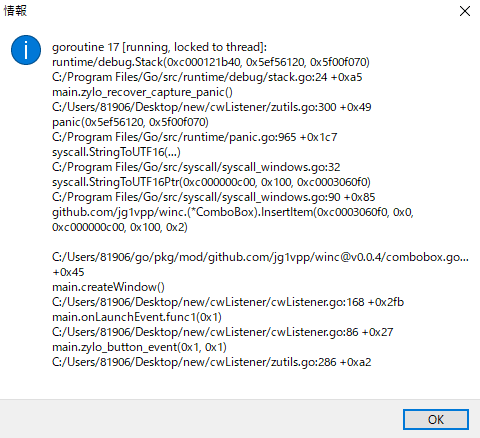 情報
goroutine 17 [running, locked to thread]:
runtime/debug.Stack(0xc000121b40, 0x5ef56120, 0x5f00f070)
C:/Program Files/Go/src/runtime/debug/stack.go:24 +0xa5
main.zylo_recover_capture_panic()
C:/Users/81906/Desktop/new/cwListener/zutils.go:300 +0x49
panic(0x5ef56120, 0x5f00f070)
C:/Program Files/Go/src/runtime/panic.go:965 +0x1c7
syscall.StringToUTF16(...)
C:/Program Files/Go/src/syscall/syscall_windows.go:32
syscall.StringToUTF16Ptr(0xc000000c00, 0x100, 0xc0003060f0)
C:/Program Files/Go/src/syscall/syscall_windows.go:90 +0x85
github.com/jg1vpp/winc.(*ComboBox).InsertItem(0xc0003060f0, 0x0,
0xc000000c00, 0x100, 0x2)
C:/Users/81906/go/pkg/mod/github.com/jg1vpp/winc@v0.0.4/combobox.go...
+0x45
main.createWindow()
C:/Users/81906/Desktop/new/cwListener/cwListener.go:168 +0x2fb
main.onLaunchEvent.func1(0x1)
C:/Users/81906/Desktop/new/cwListener/cwListener.go:86 +0x27
main.zylo_button_event(0x1, 0x1)
C:/Users/81906/Desktop/new/cwListener/zutils.go:286 +0xa2
OK